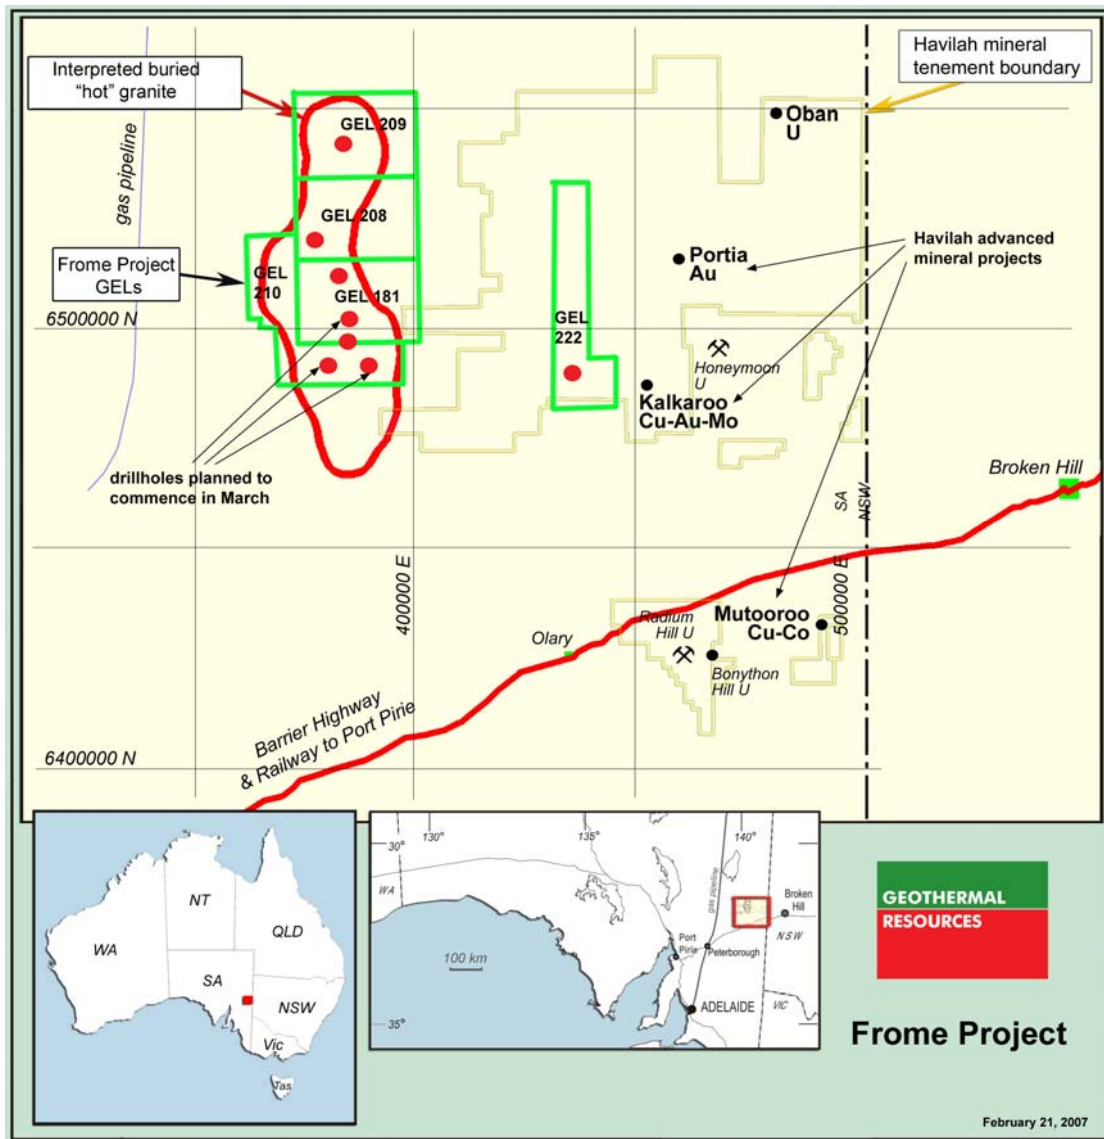 Interpreted buried
"hot" granite
Havilah mineral
tenement boundary
gas pipeline
GEL 209
Oban
U
GEL 208
Frome Project
GELs
GEL
210
GEL 181
Portia
Au
Havilah advanced
mineral projects
6500000 N
GEL
222
Honeymoon
U
Kalkaroo
Cu-Au-Mo
drillholes planned to
commence in March
Broken Hill
SA
NSW
400000 E
500000 E
Olary
Radium
Hill U
Mutooroo
Cu-Co
Bonython
Hill U
Barrier Highway
& Railway to Port Pirie
6400000 N
WA
NT
QLD
SA
NSW
Vic
Tas
130°
135°
140°
30°
35°
WA
gas pipeline
Broken
Hill
NSW
Port
Pirie
Peterborough
100 km
ADELAIDE
VIC
GEOTHERMAL
RESOURCES
Frome Project
February 21, 2007